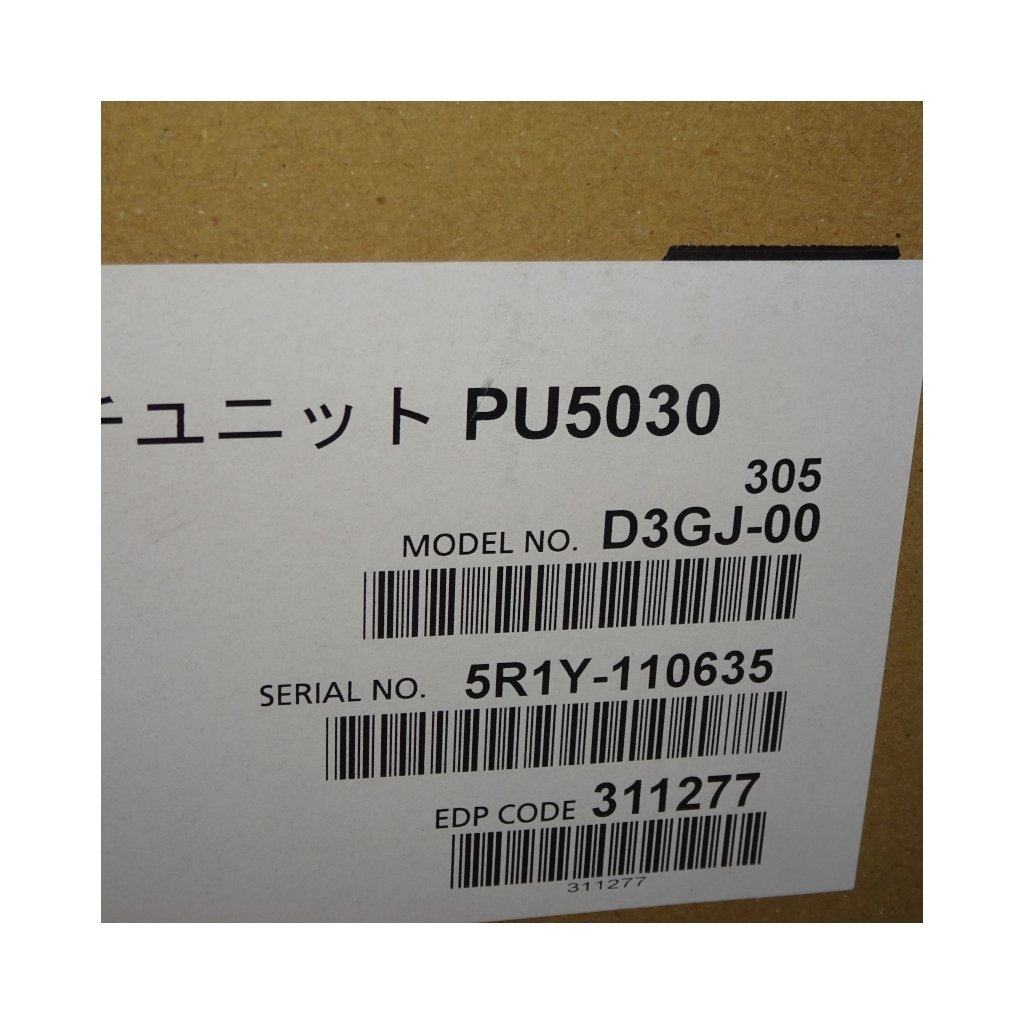 チユニット PU5030
305
MODEL NO. D3GJ-00
SERIAL NO. 5R1Y-110635
EDP CODE 311277
311277